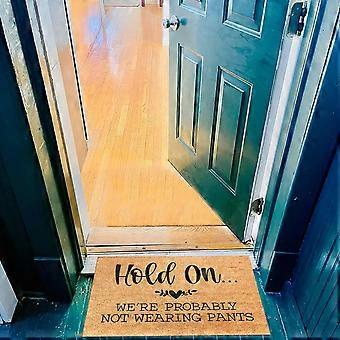 Hold On...
WE'RE PROBABLY
NOT WEARING PANTS